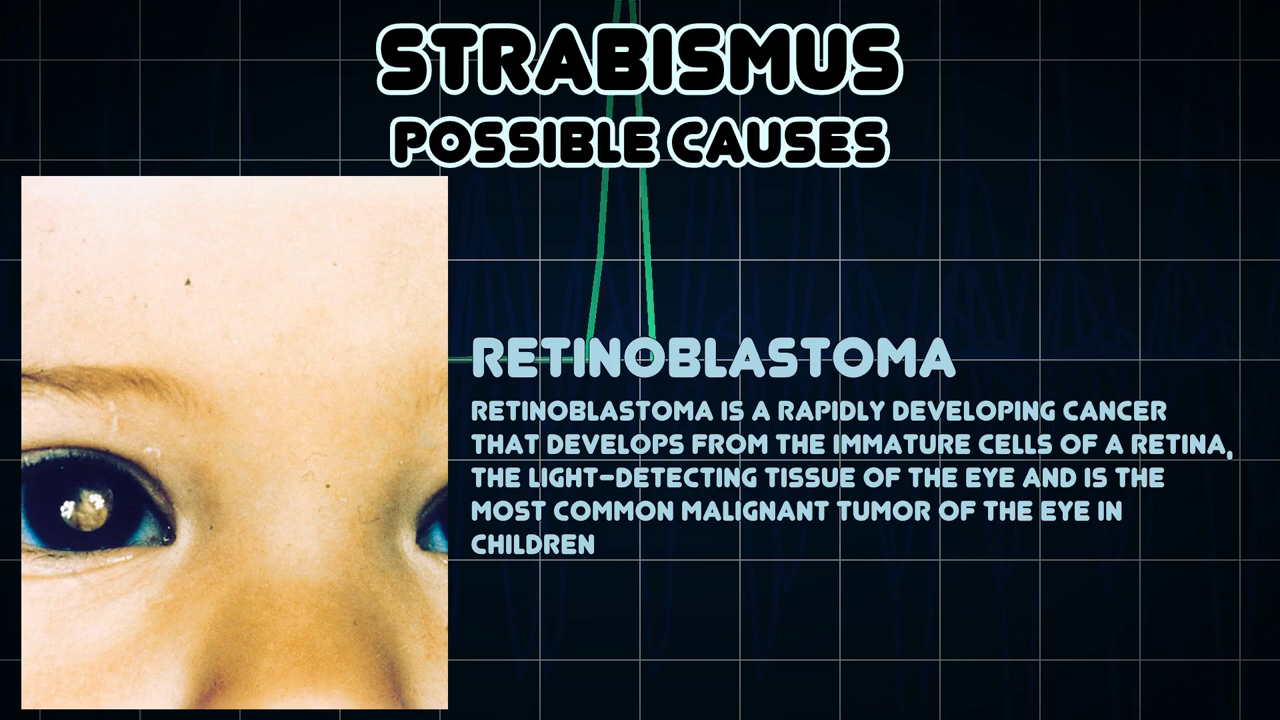 STRABISMUS
POSSIBLE CAUSES
RETINOBLASTOMA
RETINOBLASTOMA IS A RAPIDLY DEVELOPING CANCER
THAT DEVELOPS FROM THE IMMATURE CELLS OF A RETINA,
THE LIGHT-DETECTING TISSUE OF THE EYE AND IS THE
MOST COMMON MALIGNANT TUMOR OF THE EYE IN
CHILDREN